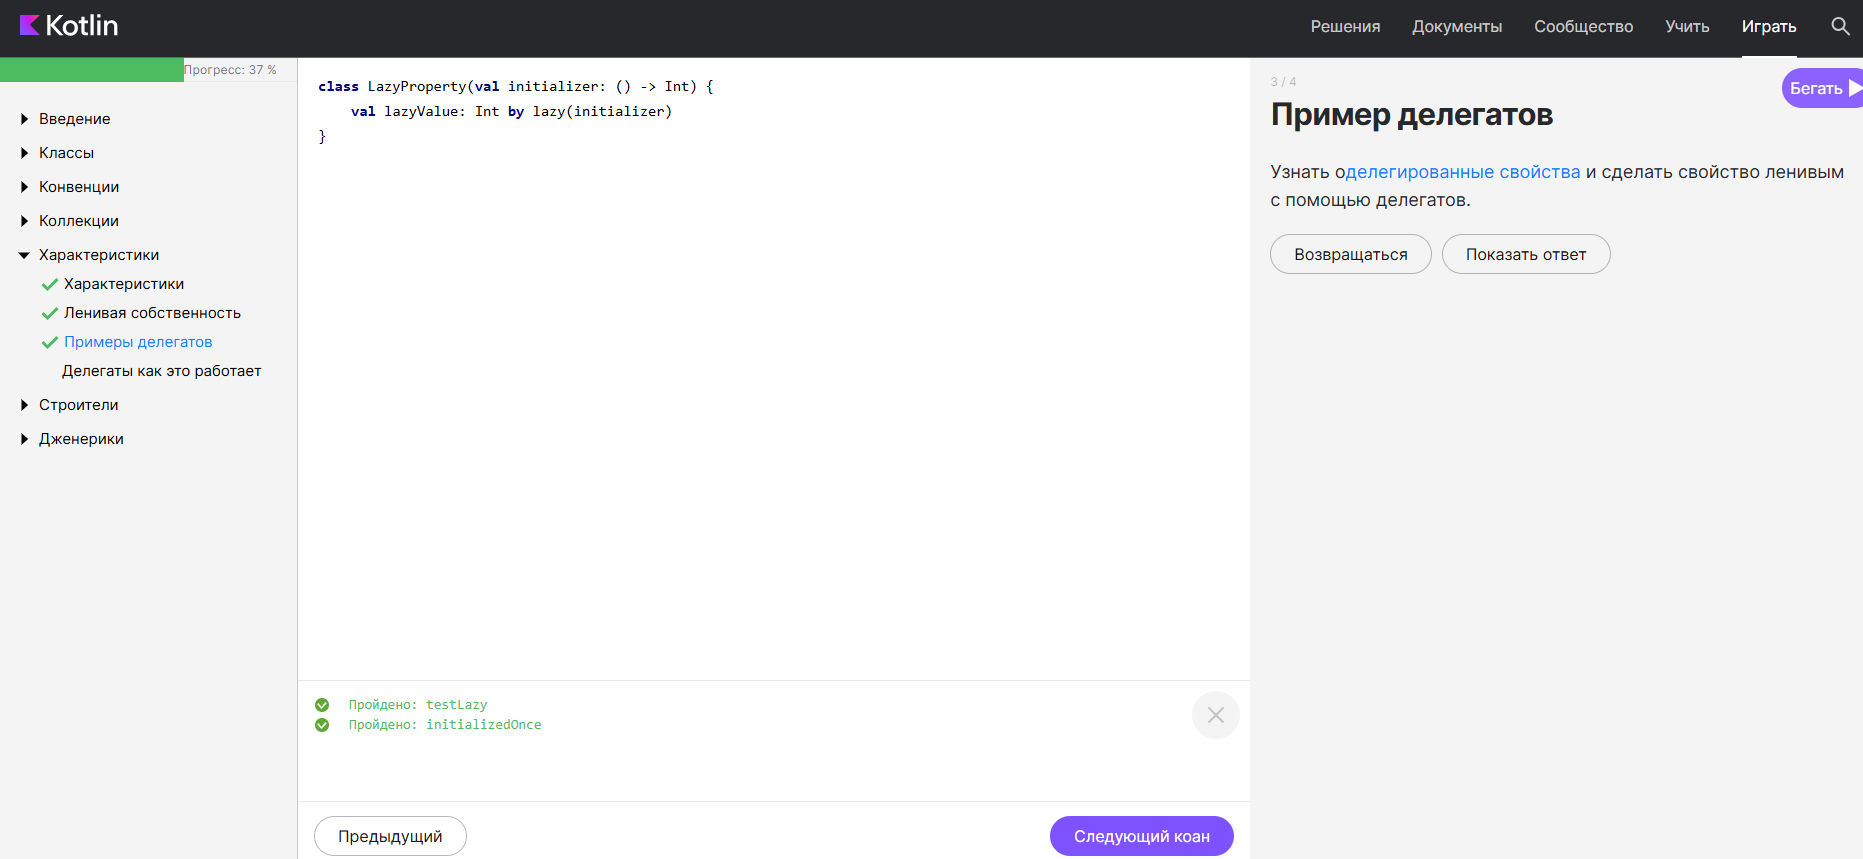 Kotlin
Решения Документы Сообщество Учить Играть
Прогресс: 37 %
Введение
Классы
Конвенции
Коллекции
Характеристики
Характеристики
Ленивая собственность
Примеры делегатов
Делегаты как это работает
Строители
Дженерики
class LazyProperty(val initializer: () -> Int) {
val lazyValue: Int by lazy(initializer)
}
Пройдено: testLazy
Пройдено: initializedOnce
Предыдущий
Следующий коан
3 / 4
Бегать
Пример делегатов
Узнать оделегированные свойства и сделать свойство ленивым
с помощью делегатов.
Возвращаться
Показать ответ